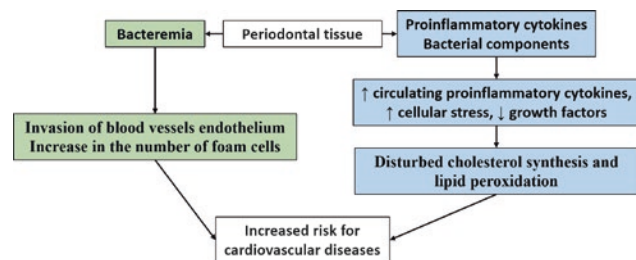 Bacteremia
Periodontal tissue
Proinflammatory cytokines
Bacterial components
↑ circulating proinflammatory cytokines,
↑ cellular stress, ↓ growth factors
Invasion of blood vessels endothelium
Increase in the number of foam cells
Disturbed cholesterol synthesis and
lipid peroxidation
Increased risk for
cardiovascular diseases